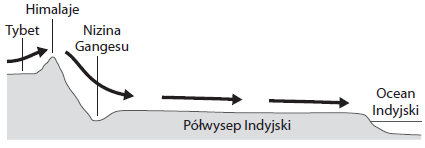 Himalaje
Tybet
Nizina
Gangesu
Ocean
Indyjski
Półwysep Indyjski